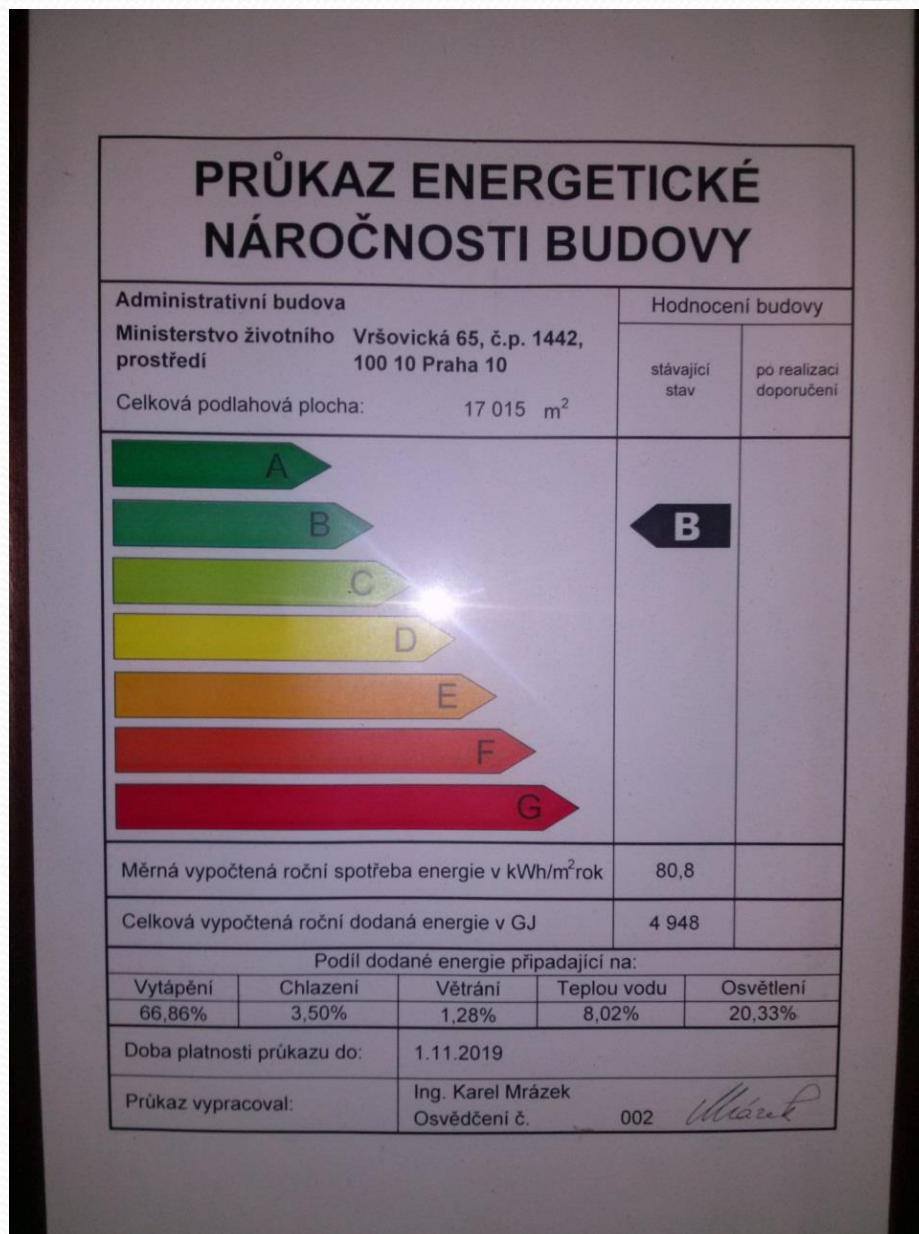 PRŮKAZ ENERGETICKÉ
NÁROČNOSTI BUDOVY
Administrativní budova
Ministerstvo životního prostředí
Vršovická 65, č.p. 1442,
100 10 Praha 10
Celková podlahová plocha: 17 015 m²
Hodnocení budovy
stávající
stav
po realizaci
doporučení
A
B
B
C
D
E
F
G
Měrná vypočtená roční spotřeba energie v kWh/m²rok 80,8
Celková vypočtená roční dodaná energie v GJ 4 948
Podíl dodané energie připadající na:
Vytápění Chlazení Větrání Teplou vodu Osvětlení
66,86% 3,50% 1,28% 8,02% 20,33%
Doba platnosti průkazu do: 1.11.2019
Průkaz vypracoval:
Ing. Karel Mrázek
Osvědčení č. 002 Mrázek